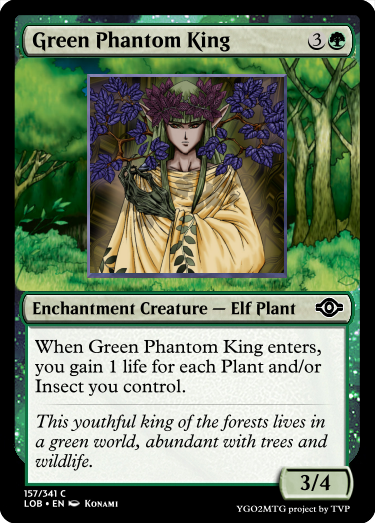 Green Phantom King 3
Enchantment Creature — Elf Plant
When Green Phantom King enters,
you gain 1 life for each Plant and/or
Insect you control.
This youthful king of the forests lives in
a green world, abundant with trees and
wildlife.
3/4
157/341 C
LOB • EN Konami
YGO2MTG project by TVP